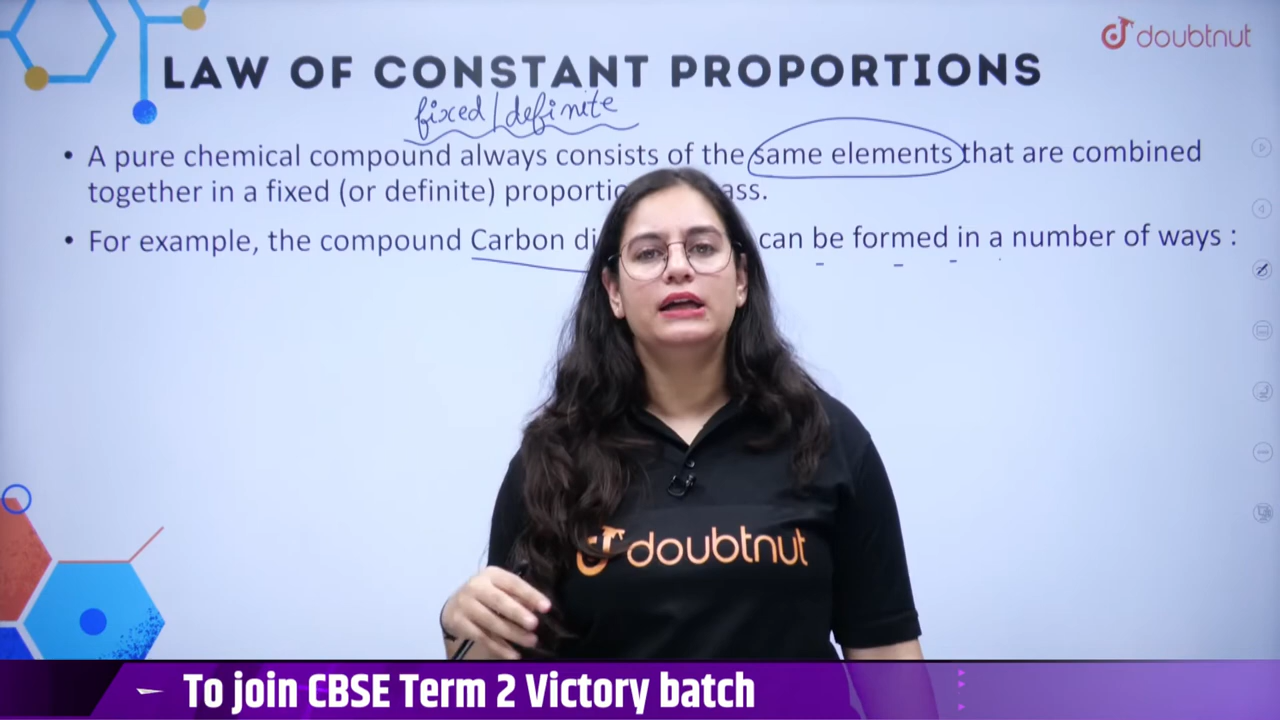 doubtnut
LAW OF CONSTANT PROPORTIONS
fixed/definite
• A pure chemical compound always consists of the same elements that are combined
together in a fixed (or definite) ass.
• For example, the compound Carbon can be formed in a number of ways :
doubtnut
To join CBSE Term 2 Victory batch